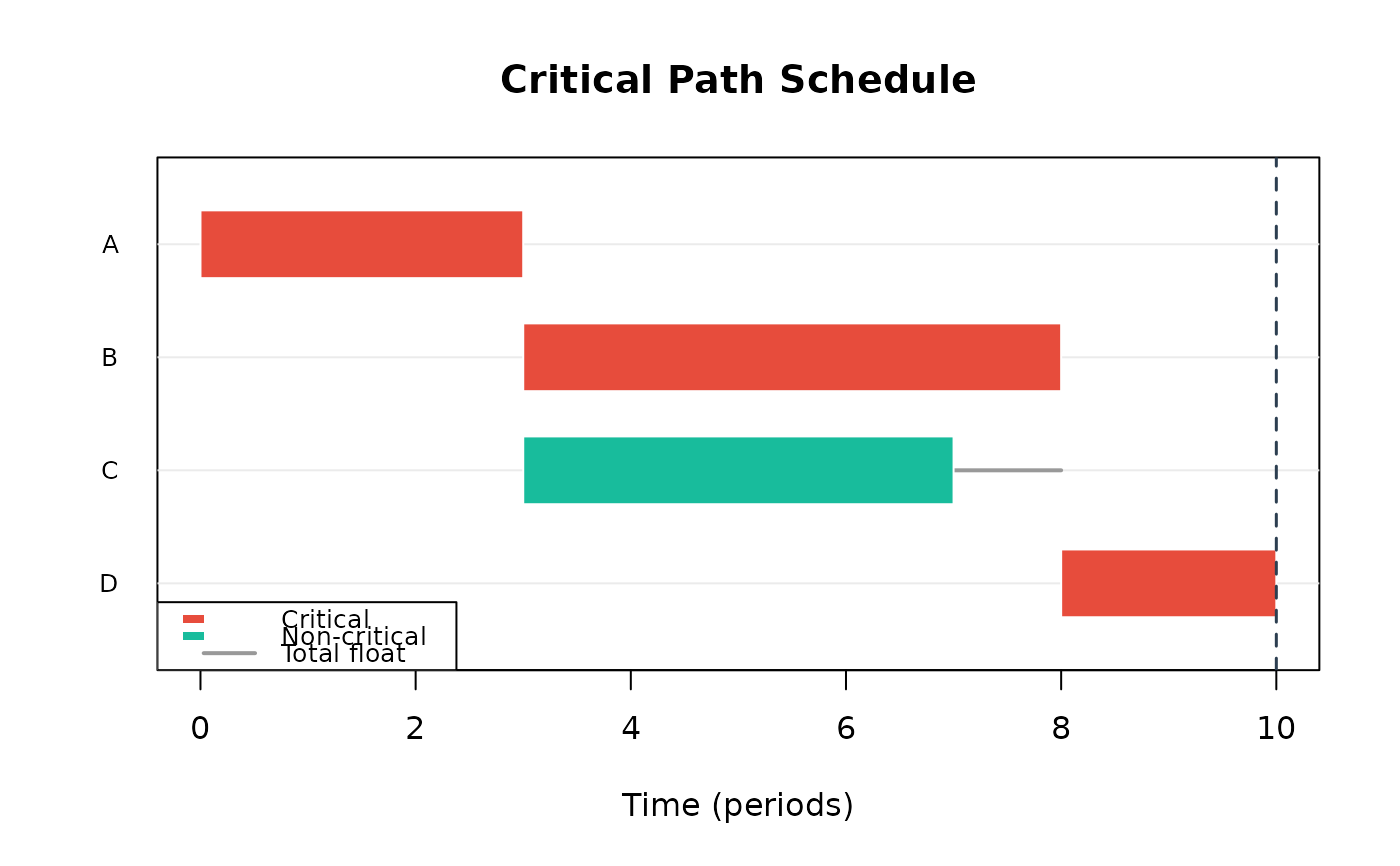 Critical Path Schedule
A
B
C
D
Critical
Non-critical
Total float
0 2 4 6 8 10
Time (periods)